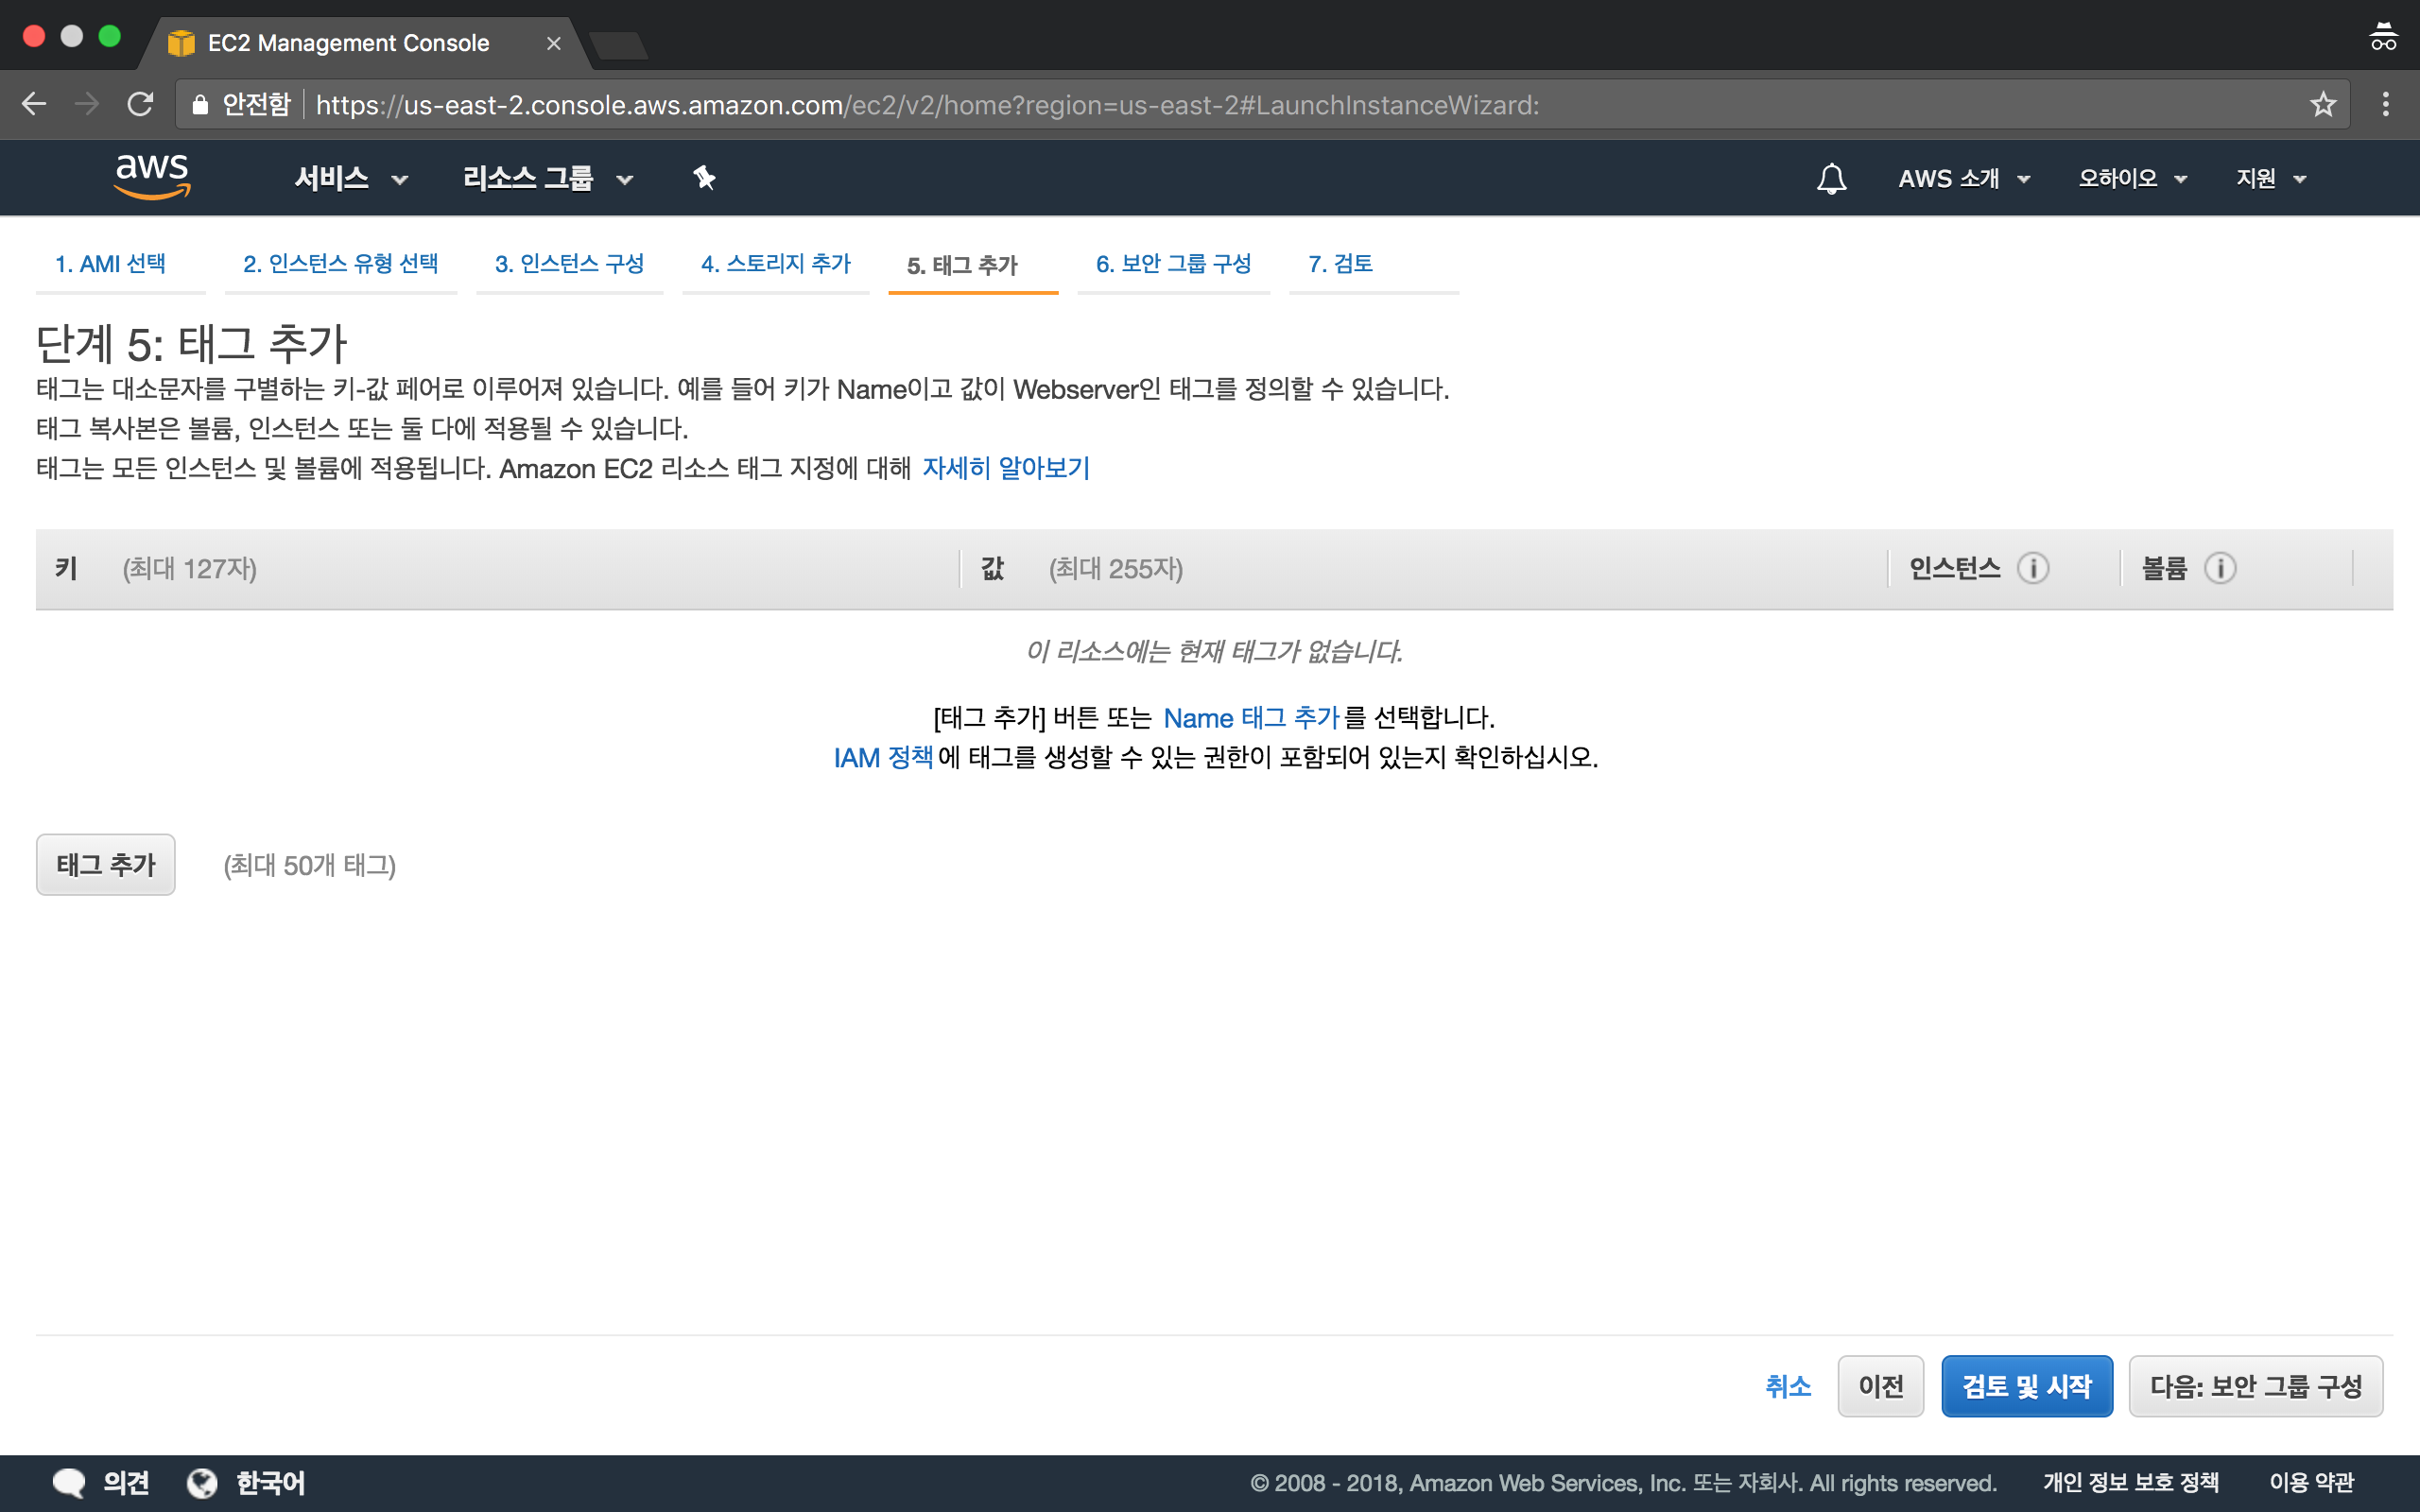 EC2 Management Console
안전함 https://us-east-2.console.aws.amazon.com/ec2/v2/home?region=us-east-2#LaunchInstanceWizard:
aws 서비스 리소스 그룹 AWS 소개 오하이오 지원
1. AMI 선택 2. 인스턴스 유형 선택 3. 인스턴스 구성 4. 스토리지 추가 5. 태그 추가 6. 보안 그룹 구성 7. 검토
단계 5: 태그 추가
태그는 대소문자를 구별하는 키-값 페어로 이루어져 있습니다. 예를 들어 키가 Name이고 값이 Webserver인 태그를 정의할 수 있습니다.
태그 복사본은 볼륨, 인스턴스 또는 둘 다에 적용될 수 있습니다.
태그는 모든 인스턴스 및 볼륨에 적용됩니다. Amazon EC2 리소스 태그 지정에 대해 자세히 알아보기
키 (최대 127자) 값 (최대 255자) 인스턴스 i 볼륨 i
이 리소스에는 현재 태그가 없습니다.
[태그 추가] 버튼 또는 Name 태그 추가를 선택합니다.
IAM 정책에 태그를 생성할 수 있는 권한이 포함되어 있는지 확인하십시오.
태그 추가 (최대 50개 태그)
취소 이전 검토 및 시작 다음: 보안 그룹 구성
의견 한국어 © 2008 - 2018, Amazon Web Services, Inc. 또는 자회사. All rights reserved. 개인 정보 보호 정책 이용 약관